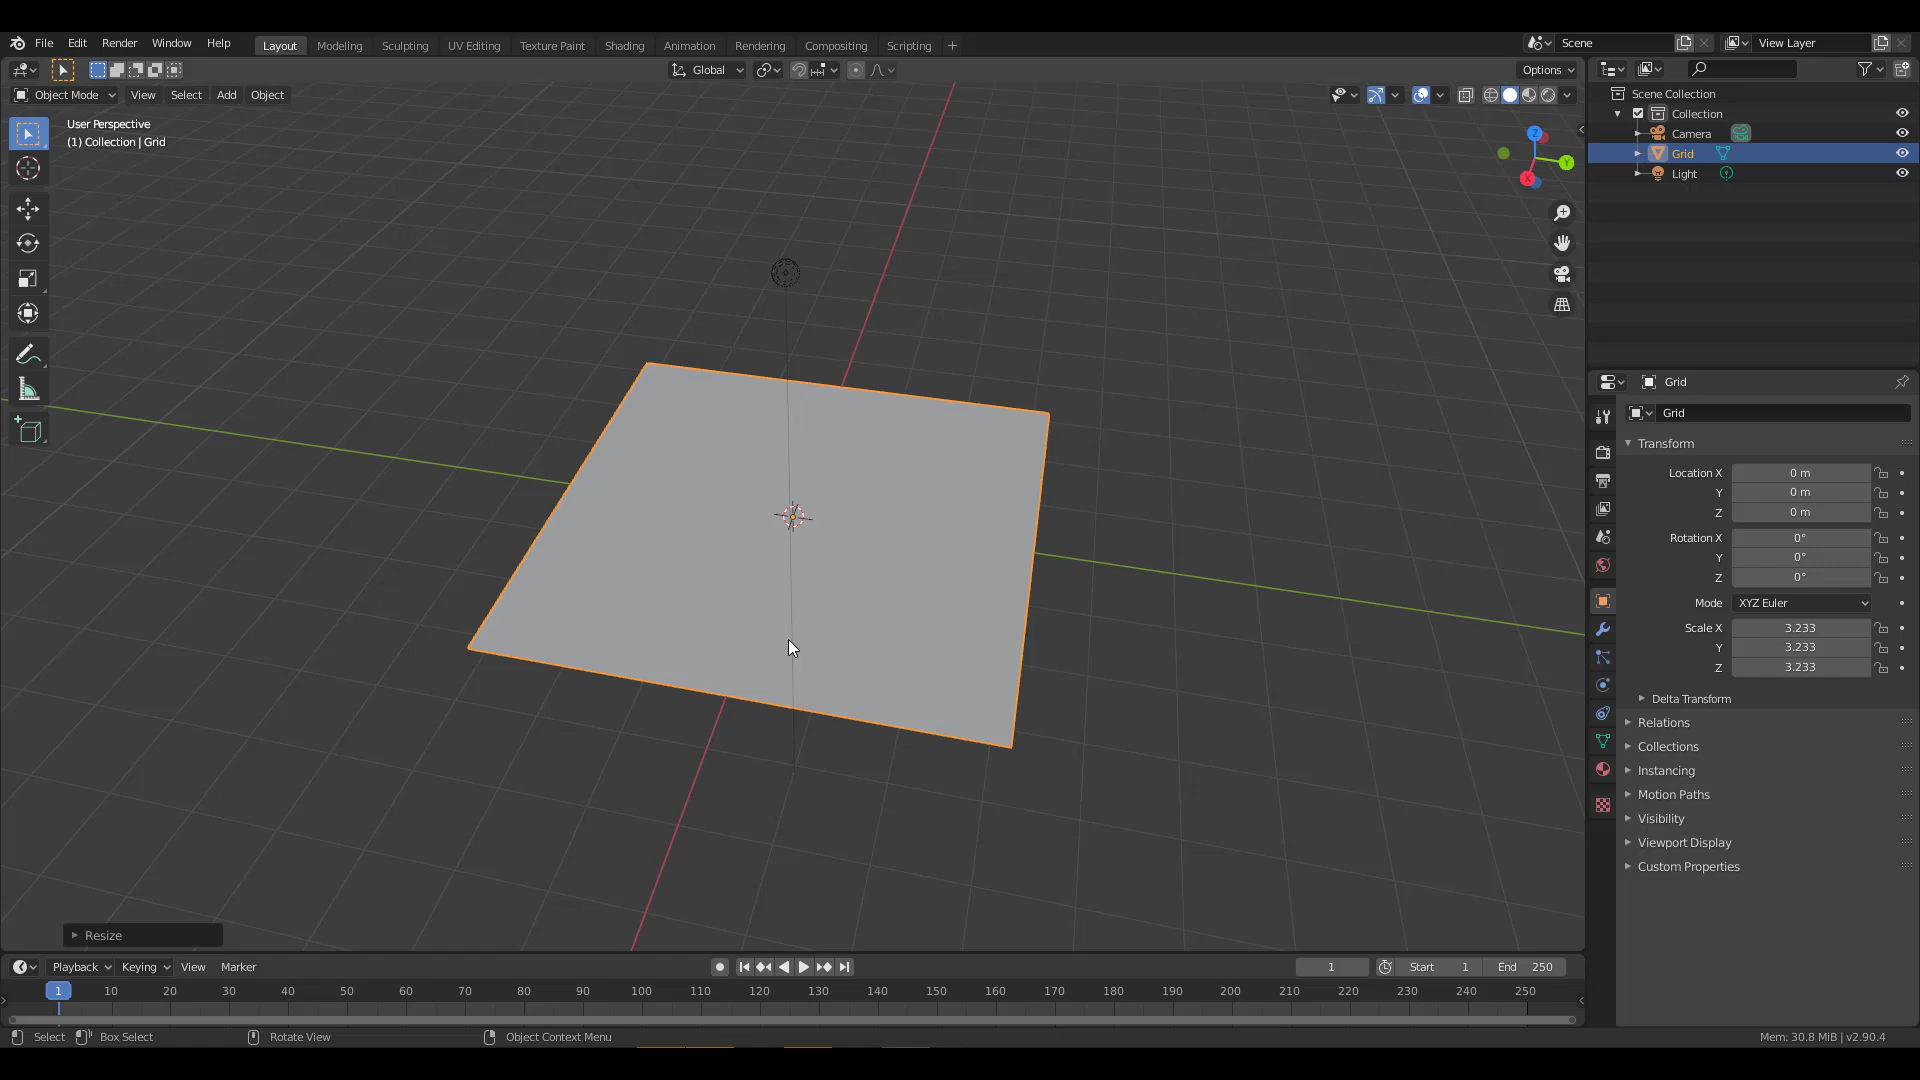 File Edit Render Window Help
Layout Modeling Sculpting UV Editing Texture Paint Shading Animation Rendering Compositing Scripting +
Scene
View Layer
Global
Options
Object Mode View Select Add Object
User Perspective
(1) Collection | Grid
Z
Y
X
Scene Collection
Collection
Camera
Grid
Light
Grid
Grid
Transform
Location X 0 m
Y 0 m
Z 0 m
Rotation X 0°
Y 0°
Z 0°
Mode XYZ Euler
Scale X 3.233
Y 3.233
Z 3.233
Delta Transform
Relations
Collections
Instancing
Motion Paths
Visibility
Viewport Display
Custom Properties
Resize
Playback Keying View Marker
1
Start 1
End 250
1 10 20 30 40 50 60 70 80 90 100 110 120 130 140 150 160 170 180 190 200 210 220 230 240 250
Select Box Select Rotate View Object Context Menu
Mem: 30.8 MiB | v2.90.4